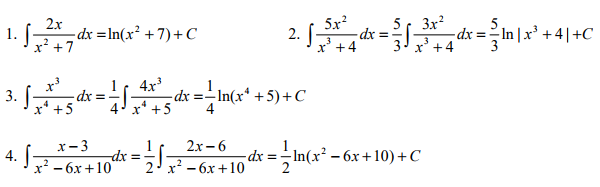 1. ∫ 2x/(x² + 7) dx = ln(x² + 7) + C 2. ∫ 5x²/(x³ + 4) dx = 5/3 ∫ 3x²/(x³ + 4) dx = 5/3 ln | x³ + 4 | + C
3. ∫ x³/(x⁴ + 5) dx = 1/4 ∫ 4x³/(x⁴ + 5) dx = 1/4 ln(x⁴ + 5) + C
4. ∫ (x − 3)/(x² − 6x + 10) dx = 1/2 ∫ (2x − 6)/(x² − 6x + 10) dx = 1/2 ln(x² − 6x + 10) + C